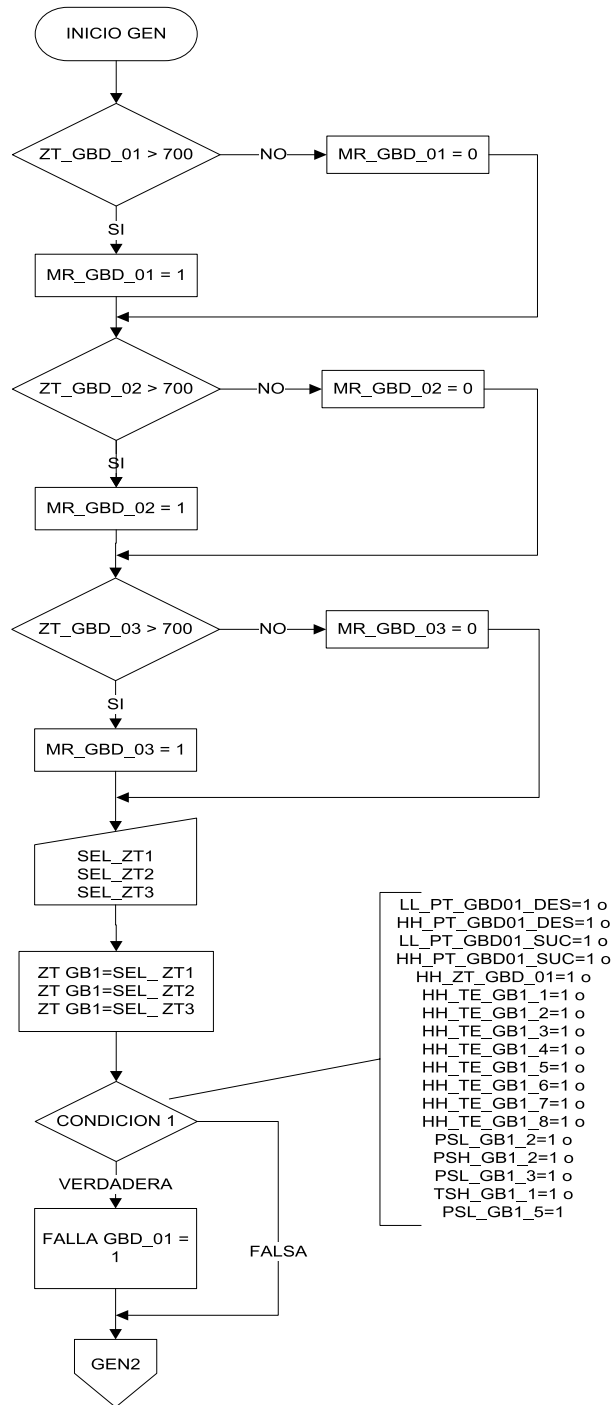 INICIO GEN
ZT_GBD_01 > 700
NO
MR_GBD_01 = 0
SI
MR_GBD_01 = 1
ZT_GBD_02 > 700
NO
MR_GBD_02 = 0
SI
MR_GBD_02 = 1
ZT_GBD_03 > 700
NO
MR_GBD_03 = 0
SI
MR_GBD_03 = 1
SEL_ZT1
SEL_ZT2
SEL_ZT3
ZT GB1=SEL_ ZT1
ZT GB1=SEL_ ZT2
ZT GB1=SEL_ ZT3
CONDICION 1
LL_PT_GBD01_DES=1 o
HH_PT_GBD01_DES=1 o
LL_PT_GBD01_SUC=1 o
HH_PT_GBD01_SUC=1 o
HH_ZT_GBD_01=1 o
HH_TE_GB1_1=1 o
HH_TE_GB1_2=1 o
HH_TE_GB1_3=1 o
HH_TE_GB1_4=1 o
HH_TE_GB1_5=1 o
HH_TE_GB1_6=1 o
HH_TE_GB1_7=1 o
HH_TE_GB1_8=1 o
PSL_GB1_2=1 o
PSH_GB1_2=1 o
PSL_GB1_3=1 o
TSH_GB1_1=1 o
PSL_GB1_5=1
VERDADERA
FALLA GBD_01 =
1
FALSA
GEN2